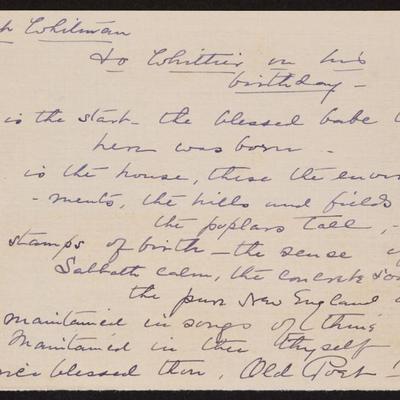 Whitman
to Whittier on his
birthday —
is the start — the blessed babe
here was born —
is the house, these the envi
-ments, the hills and fields
the poplars tall, —
stamps of birth — the sense
Sabbath calm, the concrete
the pure New England
maintained in songs of thine
Maintained in thee thyself
blessed thou, Old Poet!